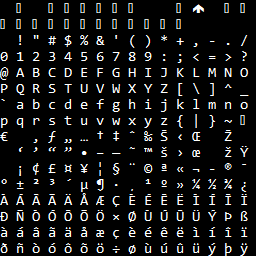 ! " # $ % & ' ( ) * + , - . /
0 1 2 3 4 5 6 7 8 9 : ; < = > ?
@ A B C D E F G H I J K L M N O
P Q R S T U V W X Y Z [ \ ] ^ _
` a b c d e f g h i j k l m n o
p q r s t u v w x y z { | } ~
€ ‚ ƒ „ … † ‡ ˆ ‰ Š ‹ Œ Ž
‘ ’ “ ” • – — ˜ ™ š › œ ž Ÿ
¡ ¢ £ ¤ ¥ ¦ § ¨ © ª « ¬ - ® ¯
° ± ² ³ ´ µ ¶ · ¸ ¹ º » ¼ ½ ¾ ¿
À Á Â Ã Ä Å Æ Ç È É Ê Ë Ì Í Î Ï
Ð Ñ Ò Ó Ô Õ Ö × Ø Ù Ú Û Ü Ý Þ ß
à á â ã ä å æ ç è é ê ë ì í î ï
ð ñ ò ó ô õ ö ÷ ø ù ú û ü ý þ ÿ